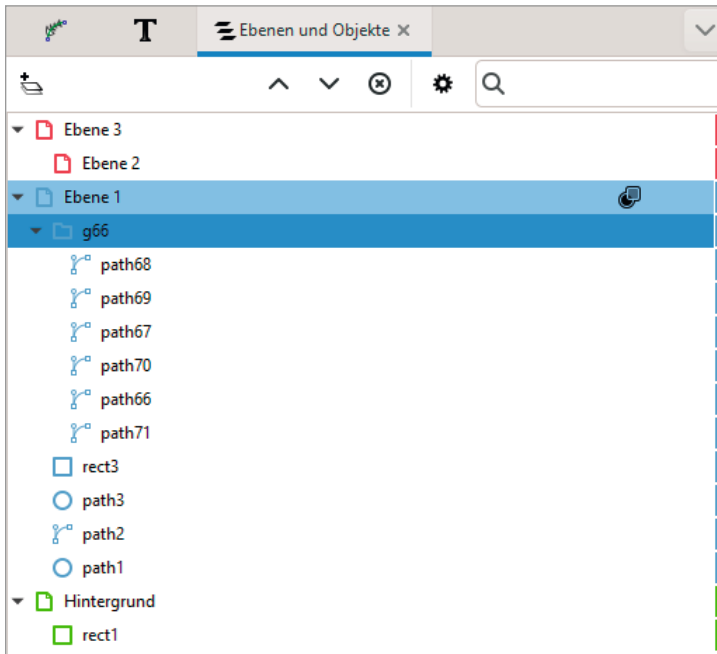 T
Ebenen und Objekte
Ebene 3
Ebene 2
Ebene 1
g66
path68
path69
path67
path70
path66
path71
rect3
path3
path2
path1
Hintergrund
rect1